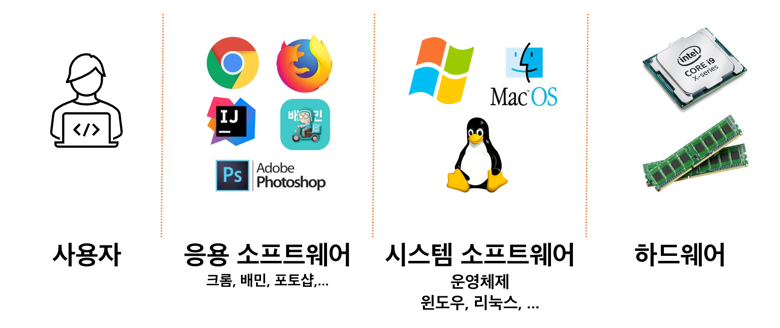 </>
IJ
배민
Ps
Adobe
Photoshop
Mac OS
intel
CORE i9
X-series
사용자
응용 소프트웨어
크롬, 배민, 포토샵,...
시스템 소프트웨어
운영체제
윈도우, 리눅스, ...
하드웨어